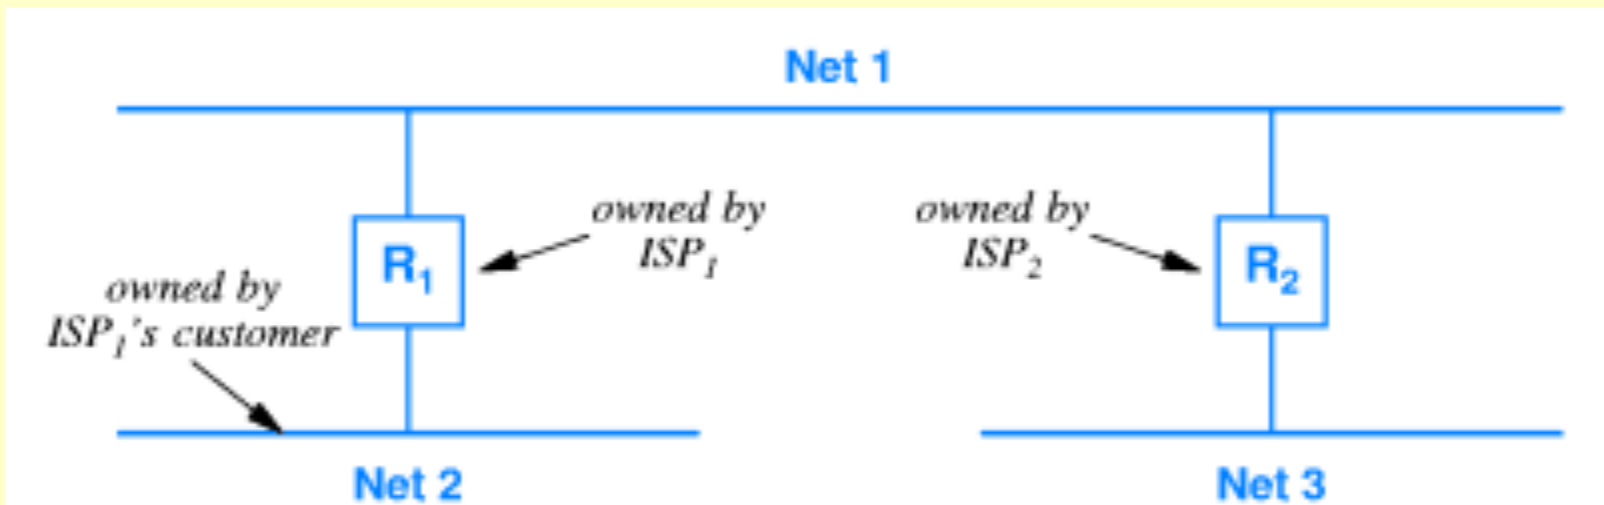 Net 1
owned by
ISP₁
owned by
ISP₂
R₁
R₂
owned by
ISP₁'s customer
Net 2
Net 3